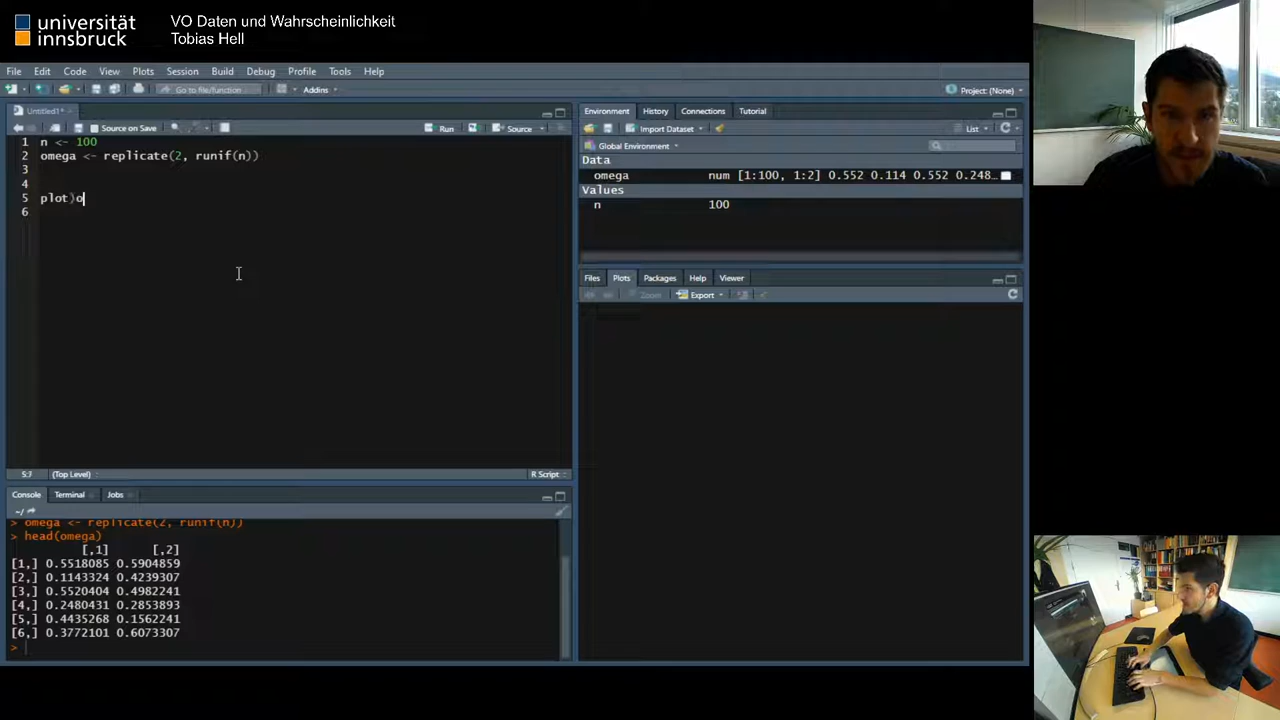 universität
innsbruck
VO Daten und Wahrscheinlichkeit
Tobias Hell
File Edit Code View Plots Session Build Debug Profile Tools Help
Go to file/function Addins Project: (None)
Untitled1*
Source on Save Run Source
1 n <- 100
2 omega <- replicate(2, runif(n))
3
4
5 plot)o
6
5:7 (Top Level) R Script
Console Terminal Jobs
~/
> omega <- replicate(2, runif(n))
> head(omega)
[,1] [,2]
[1,] 0.5518085 0.5904859
[2,] 0.1143324 0.4239307
[3,] 0.5520404 0.4982241
[4,] 0.2480431 0.2853893
[5,] 0.4435268 0.1562241
[6,] 0.3772101 0.6073307
>
Environment History Connections Tutorial
Import Dataset List
Global Environment
Data
omega num [1:100, 1:2] 0.552 0.114 0.552 0.248...
Values
n 100
Files Plots Packages Help Viewer
Zoom Export